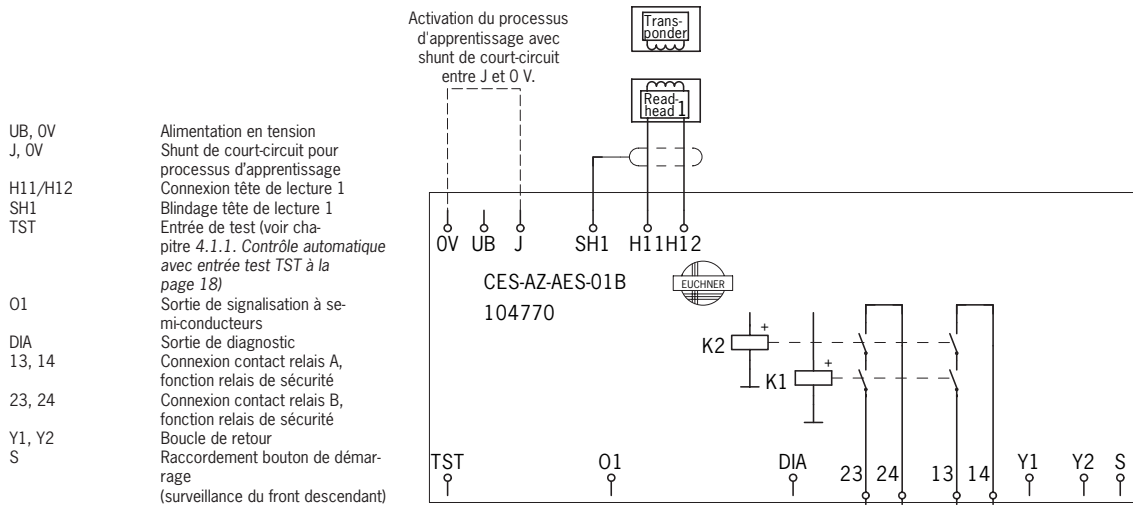 Activation du processus
d'apprentissage avec
shunt de court-circuit
entre J et 0 V.
Trans-
ponder
Read-
head 1
UB, 0V Alimentation en tension
J, 0V Shunt de court-circuit pour
processus d'apprentissage
H11/H12 Connexion tête de lecture 1
SH1 Blindage tête de lecture 1
TST Entrée de test (voir cha-
pitre 4.1.1. Contrôle automatique
avec entrée test TST à la
page 18)
O1 Sortie de signalisation à se-
mi-conducteurs
DIA Sortie de diagnostic
13, 14 Connexion contact relais A,
fonction relais de sécurité
23, 24 Connexion contact relais B,
fonction relais de sécurité
Y1, Y2 Boucle de retour
S Raccordement bouton de démar-
rage
(surveillance du front descendant)
0V UB J SH1 H11 H12
CES-AZ-AES-01B
104770
EUCHNER
K2 +
K1 +
TST O1 DIA 23 24 13 14 Y1 Y2 S